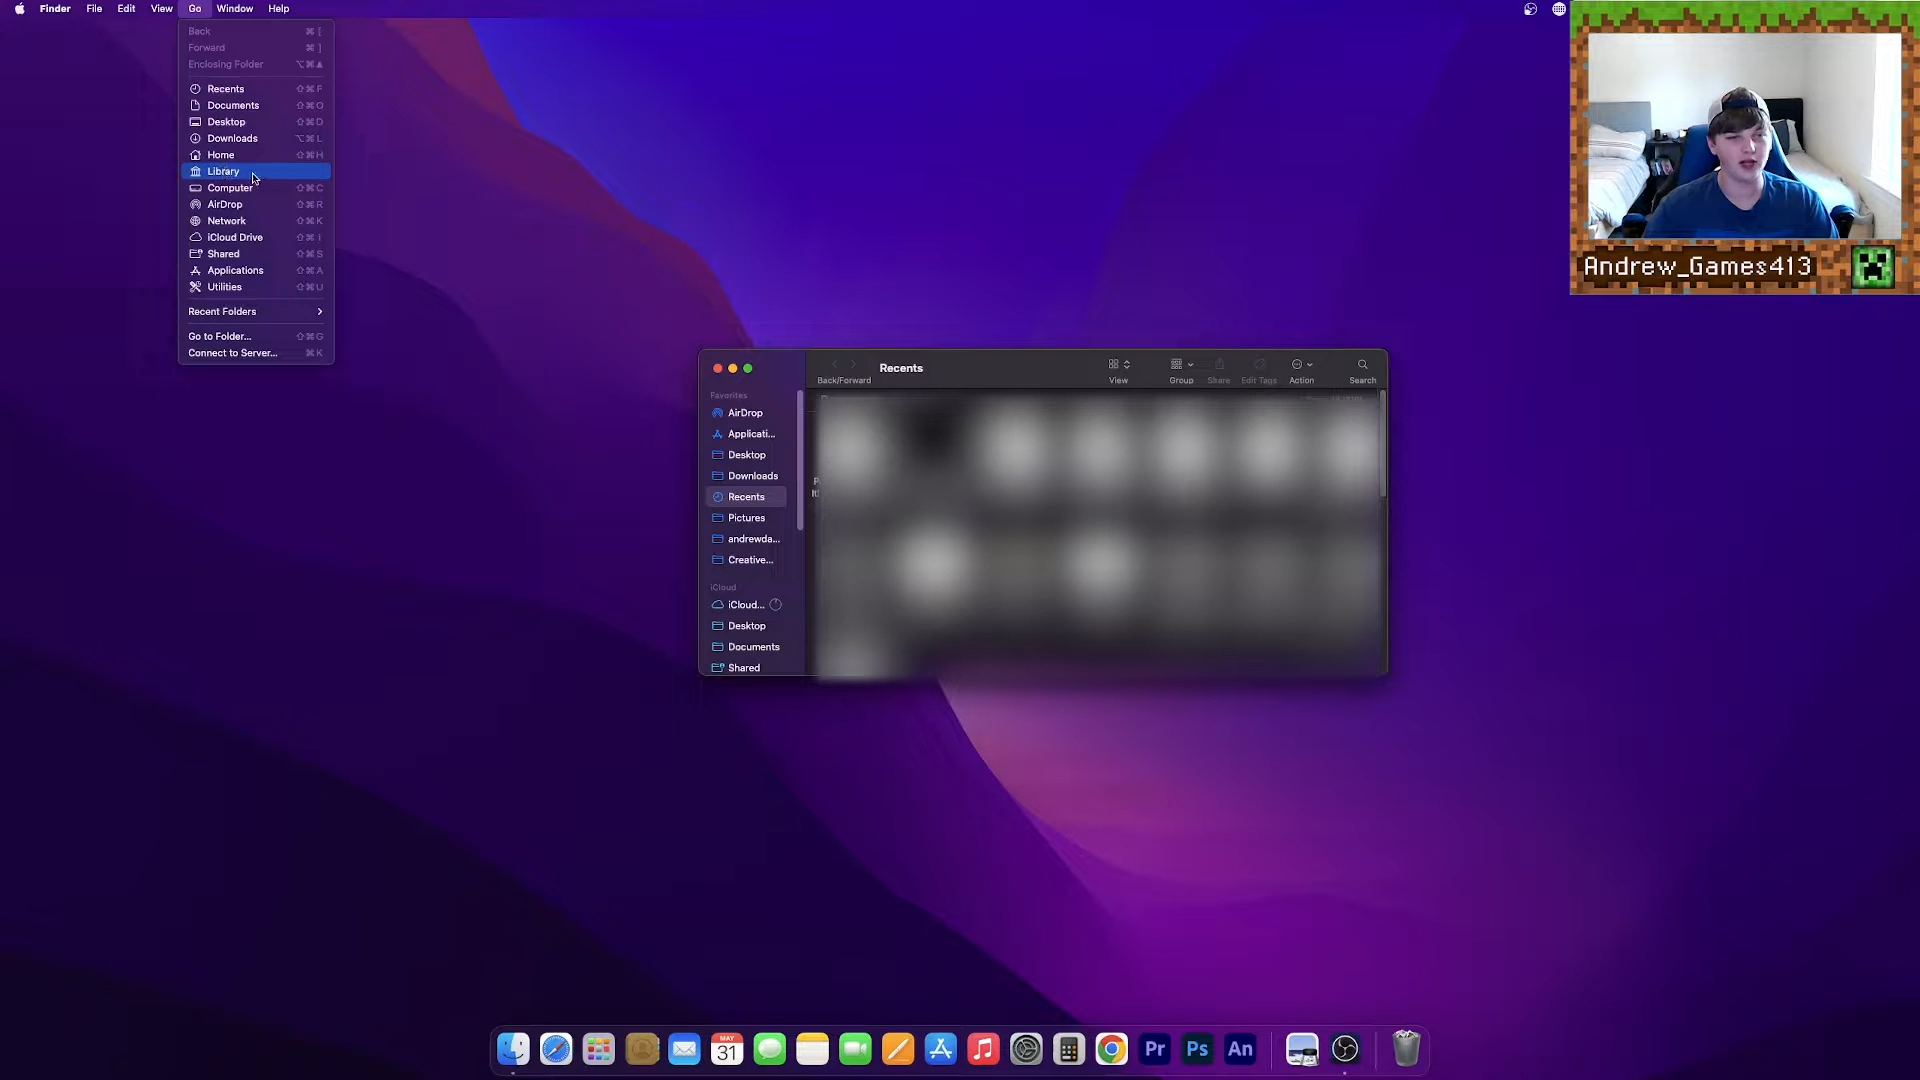 Finder File Edit View Go Window Help
Back ⌘ [
Forward ⌘ ]
Enclosing Folder ⌥⌘▲
Recents ⇧⌘F
Documents ⇧⌘O
Desktop ⇧⌘D
Downloads ⌥⌘L
Home ⇧⌘H
Library
Computer ⇧⌘C
AirDrop ⇧⌘R
Network ⇧⌘K
iCloud Drive ⇧⌘I
Shared ⇧⌘S
Applications ⇧⌘A
Utilities ⇧⌘U
Recent Folders
Go to Folder... ⇧⌘G
Connect to Server... ⌘K
Andrew_Games413
Recents
Back/Forward View Group Share Edit Tags Action Search
Favorites
AirDrop
Applicati...
Desktop
Downloads
Recents
Pictures
andrewda...
Creative...
iCloud
iCloud...
Desktop
Documents
Shared
MAY
31
Pr Ps An